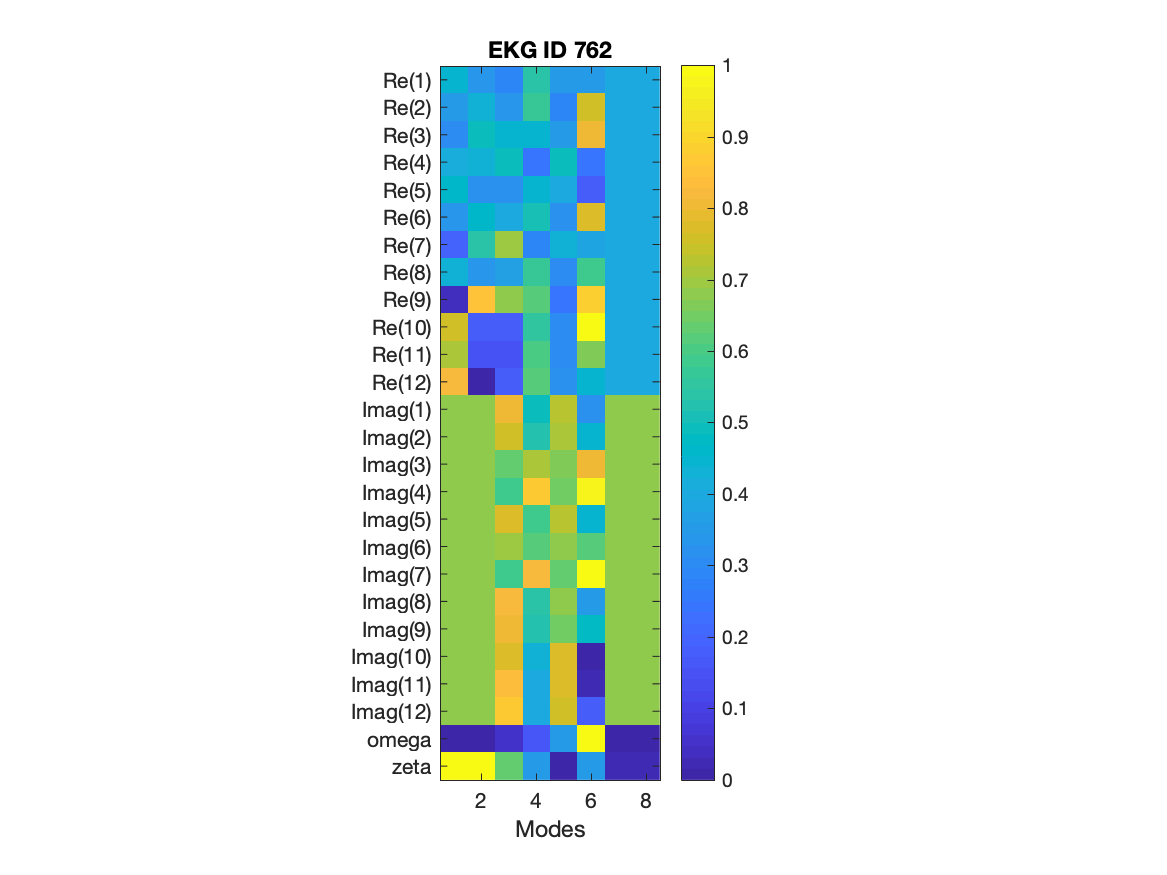 EKG ID 762
Re(1)
Re(2)
Re(3)
Re(4)
Re(5)
Re(6)
Re(7)
Re(8)
Re(9)
Re(10)
Re(11)
Re(12)
Imag(1)
Imag(2)
Imag(3)
Imag(4)
Imag(5)
Imag(6)
Imag(7)
Imag(8)
Imag(9)
Imag(10)
Imag(11)
Imag(12)
omega
zeta
2 4 6 8
Modes
1
0.9
0.8
0.7
0.6
0.5
0.4
0.3
0.2
0.1
0